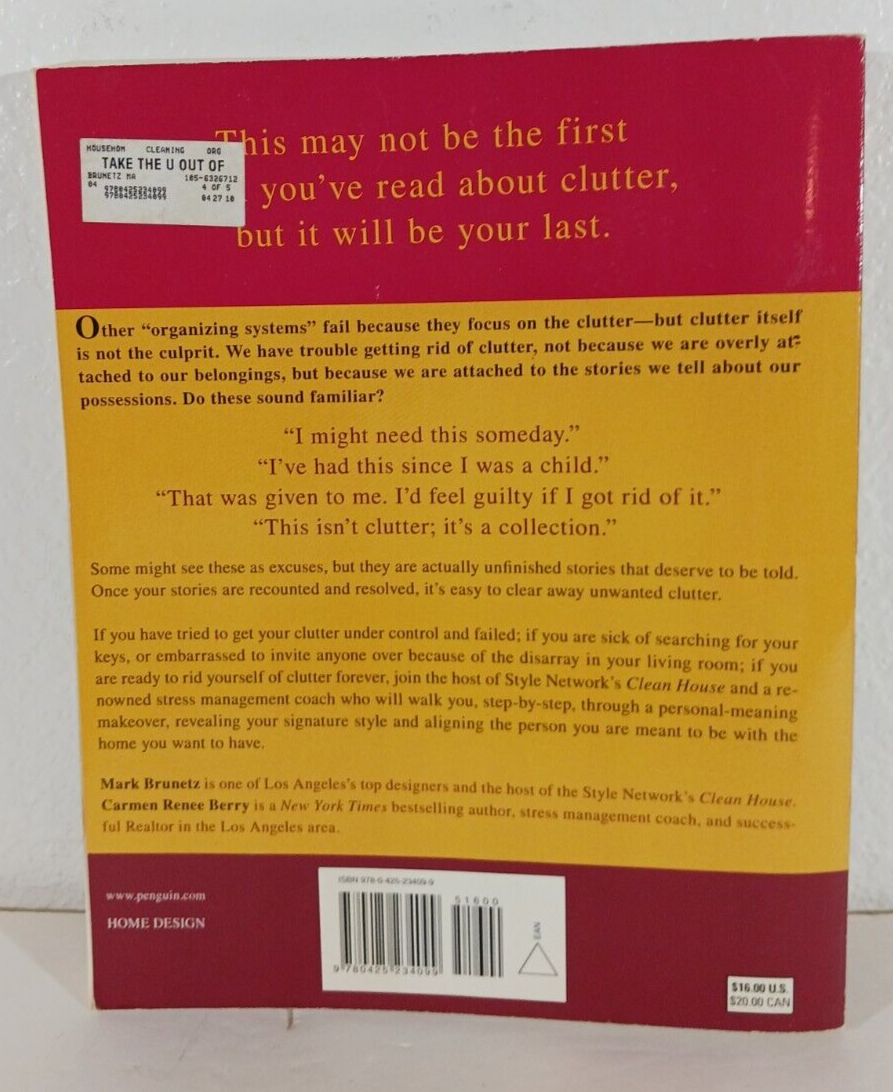 This may not be the first
you've read about clutter,
but it will be your last.
HOUSEHOM CLEANING ORG
TAKE THE U OUT OF
BRUNETZ MA 105-6326712
04 9780425234099 4 OF 5
9780425234099 04 27 10
Other “organizing systems” fail because they focus on the clutter—but clutter itself
is not the culprit. We have trouble getting rid of clutter, not because we are overly at-
tached to our belongings, but because we are attached to the stories we tell about our
possessions. Do these sound familiar?
“I might need this someday.”
“I've had this since I was a child.”
“That was given to me. I'd feel guilty if I got rid of it.”
“This isn't clutter; it's a collection.”
Some might see these as excuses, but they are actually unfinished stories that deserve to be told.
Once your stories are recounted and resolved, it's easy to clear away unwanted clutter.
If you have tried to get your clutter under control and failed; if you are sick of searching for your
keys, or embarrassed to invite anyone over because of the disarray in your living room; if you
are ready to rid yourself of clutter forever, join the host of Style Network's Clean House and a re-
nowned stress management coach who will walk you, step-by-step, through a personal-meaning
makeover, revealing your signature style and aligning the person you are meant to be with the
home you want to have.
Mark Brunetz is one of Los Angeles's top designers and the host of the Style Network's Clean House.
Carmen Renee Berry is a New York Times bestselling author, stress management coach, and success-
ful Realtor in the Los Angeles area.
www.penguin.com
HOME DESIGN
ISBN 978-0-425-23409-9
51600
EAN
9 780425 234099
$16.00 U.S.
$20.00 CAN